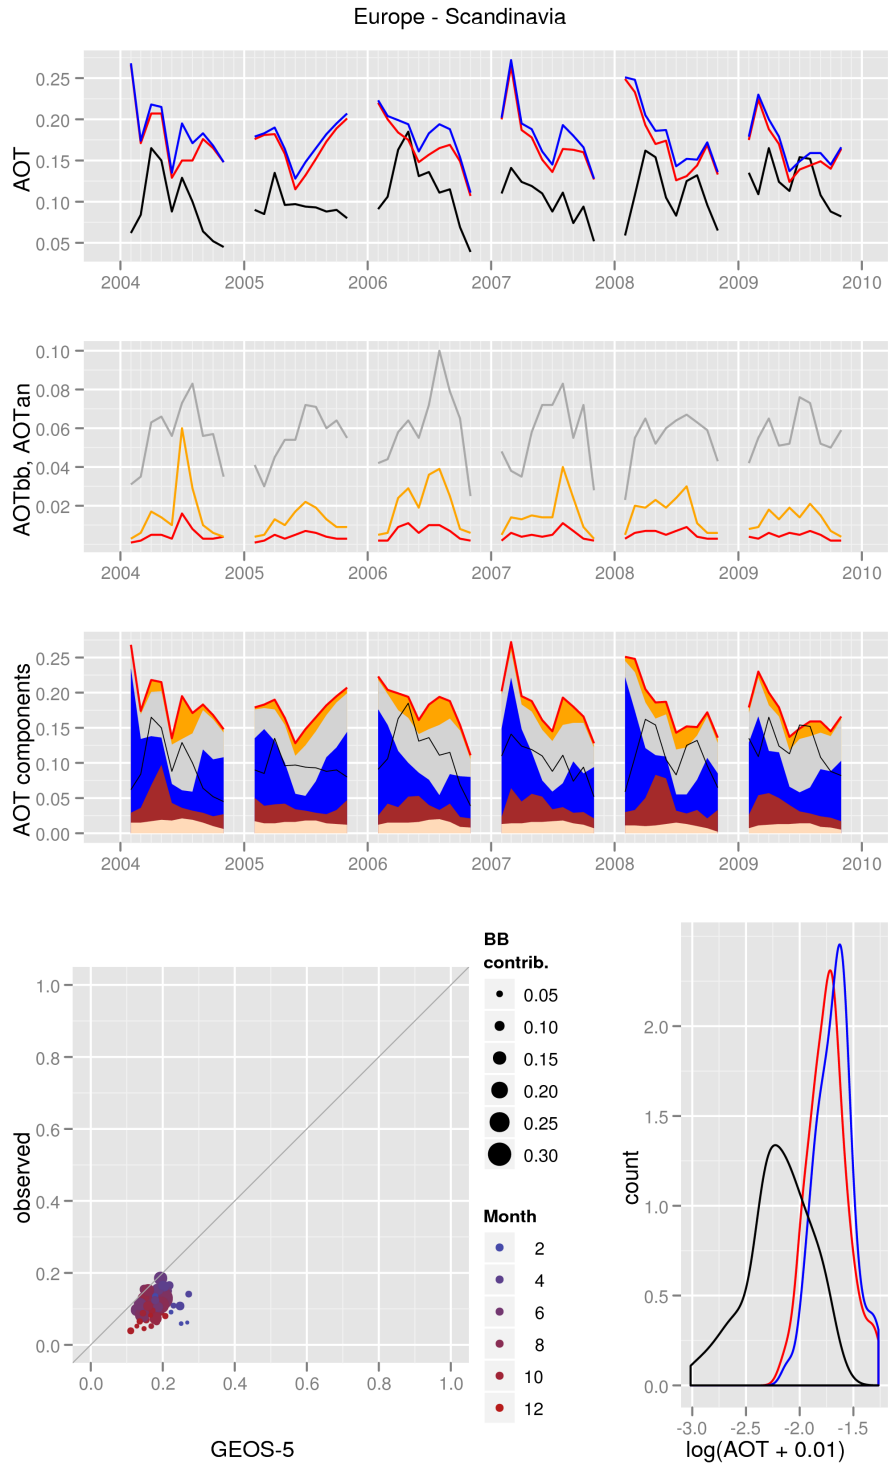 Europe - Scandinavia
AOT
0.25
0.20
0.15
0.10
0.05
2004 2005 2006 2007 2008 2009 2010
AOTbb, AOTan
0.10
0.08
0.06
0.04
0.02
2004 2005 2006 2007 2008 2009 2010
AOT components
0.25
0.20
0.15
0.10
0.05
0.00
2004 2005 2006 2007 2008 2009 2010
observed
1.0
0.8
0.6
0.4
0.2
0.0
0.0 0.2 0.4 0.6 0.8 1.0
GEOS-5
BB
contrib.
0.05
0.10
0.15
0.20
0.25
0.30
Month
2
4
6
8
10
12
count
2.0
1.5
1.0
0.5
0.0
-3.0 -2.5 -2.0 -1.5
log(AOT + 0.01)